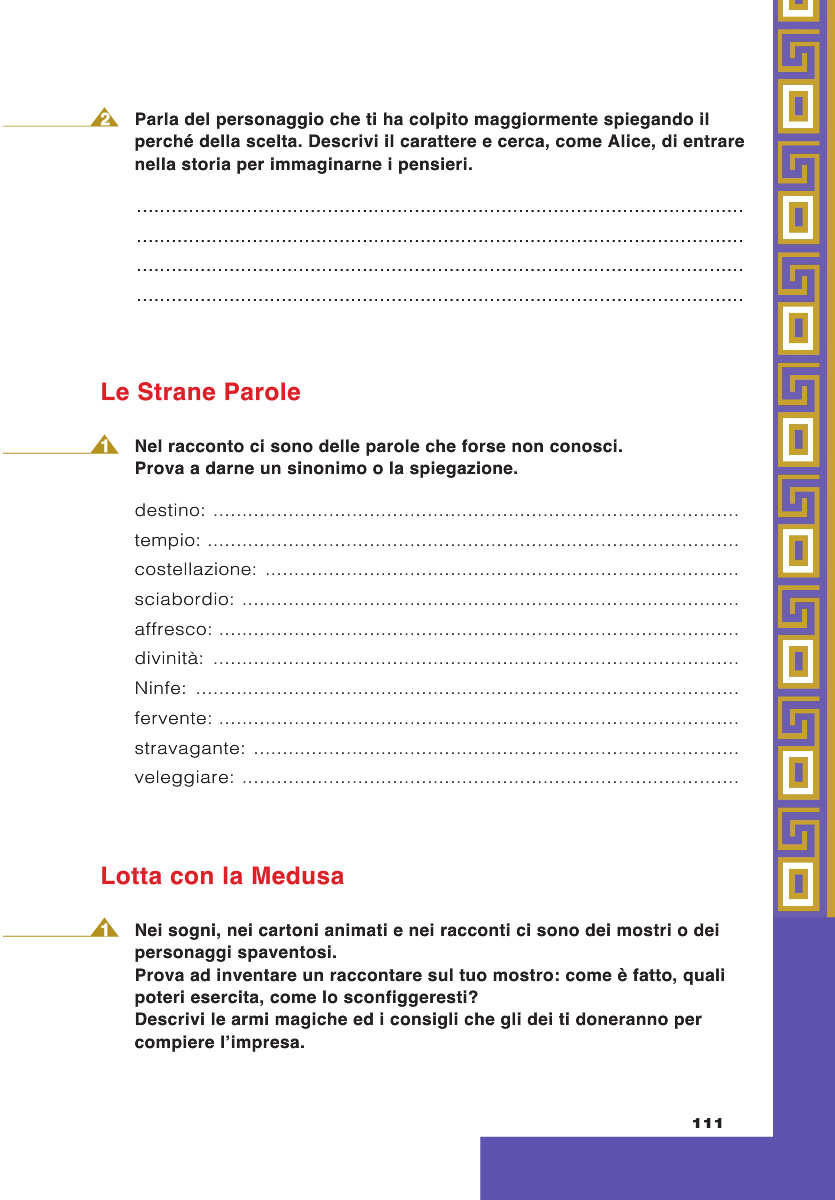 2 Parla del personaggio che ti ha colpito maggiormente spiegando il
perché della scelta. Descrivi il carattere e cerca, come Alice, di entrare
nella storia per immaginarne i pensieri.
..........................................................................................................
..........................................................................................................
..........................................................................................................
..........................................................................................................
Le Strane Parole
1 Nel racconto ci sono delle parole che forse non conosci.
Prova a darne un sinonimo o la spiegazione.
destino: ...........................................................................................
tempio: ............................................................................................
costellazione: ..................................................................................
sciabordio: ......................................................................................
affresco: ..........................................................................................
divinità: ...........................................................................................
Ninfe: ..............................................................................................
fervente: ..........................................................................................
stravagante: ....................................................................................
veleggiare: ......................................................................................
Lotta con la Medusa
1 Nei sogni, nei cartoni animati e nei racconti ci sono dei mostri o dei
personaggi spaventosi.
Prova ad inventare un raccontare sul tuo mostro: come è fatto, quali
poteri esercita, come lo sconfiggeresti?
Descrivi le armi magiche ed i consigli che gli dei ti doneranno per
compiere l’impresa.
111